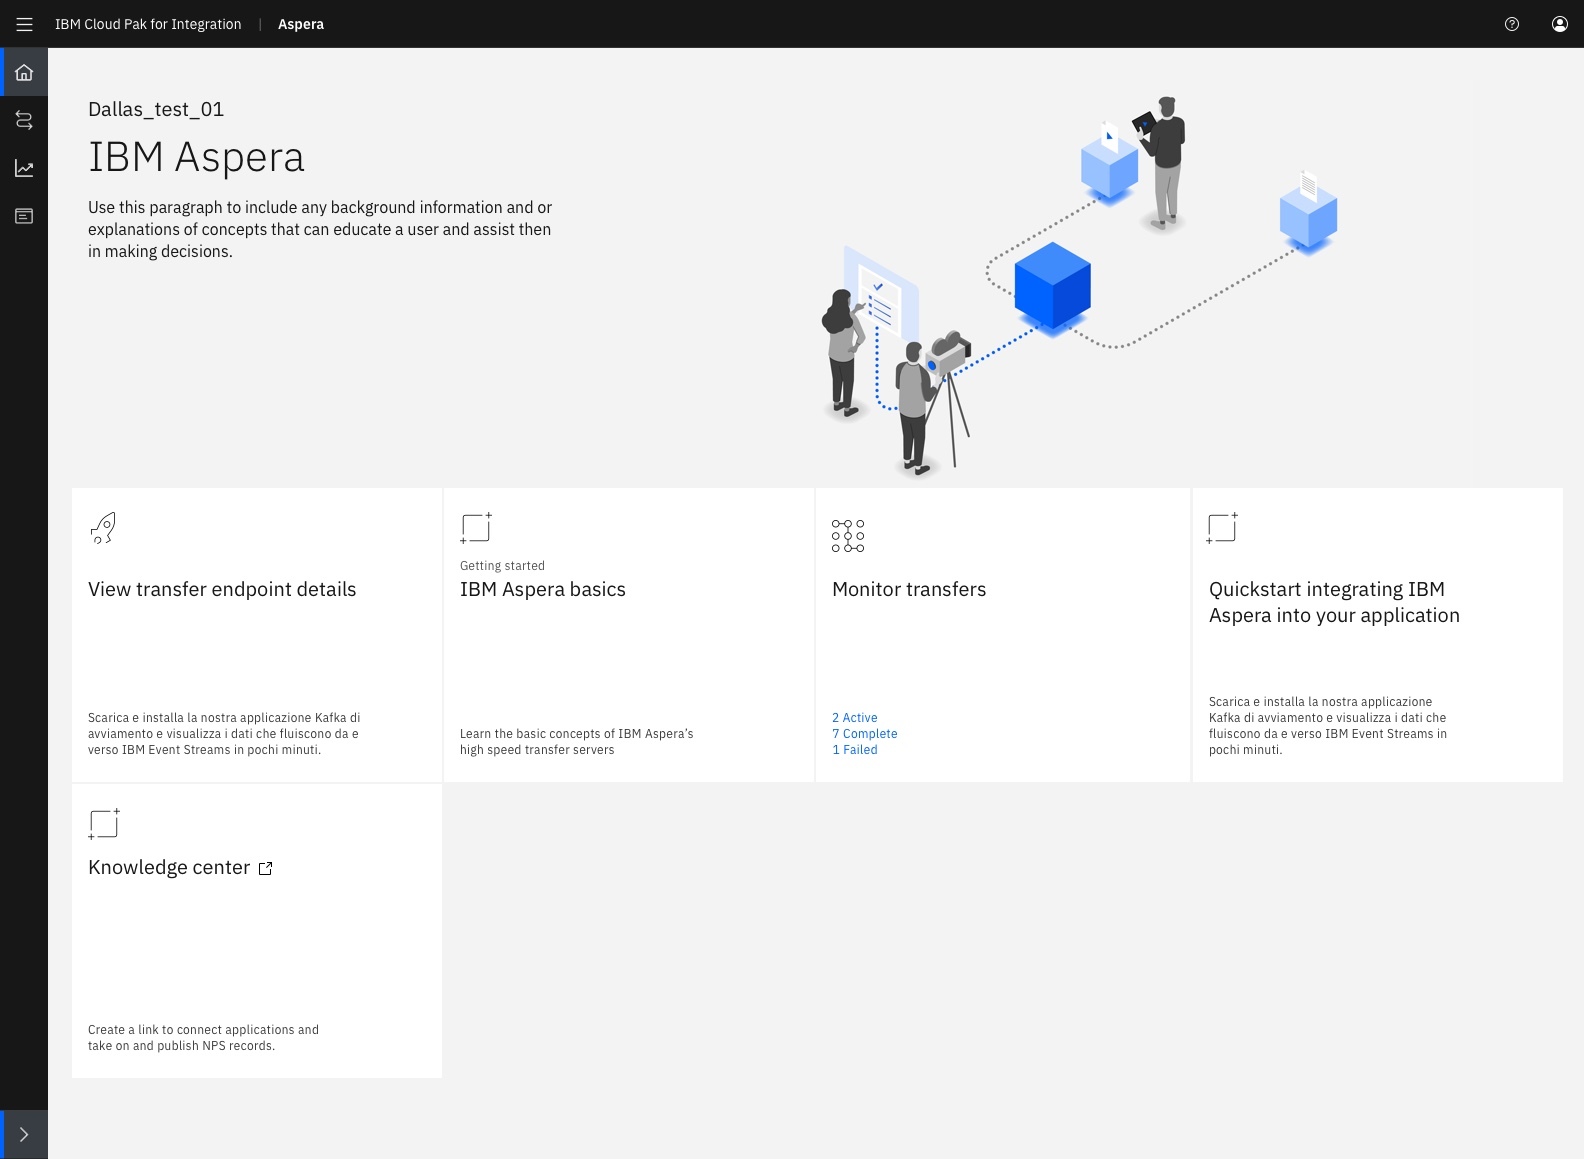 IBM Cloud Pak for Integration | Aspera
Dallas_test_01
IBM Aspera
Use this paragraph to include any background information and or
explanations of concepts that can educate a user and assist then
in making decisions.
View transfer endpoint details
Scarica e installa la nostra applicazione Kafka di
avviamento e visualizza i dati che fluiscono da e
verso IBM Event Streams in pochi minuti.
Getting started
IBM Aspera basics
Learn the basic concepts of IBM Aspera’s
high speed transfer servers
Monitor transfers
2 Active
7 Complete
1 Failed
Quickstart integrating IBM
Aspera into your application
Scarica e installa la nostra applicazione
Kafka di avviamento e visualizza i dati che
fluiscono da e verso IBM Event Streams in
pochi minuti.
Knowledge center
Create a link to connect applications and
take on and publish NPS records.